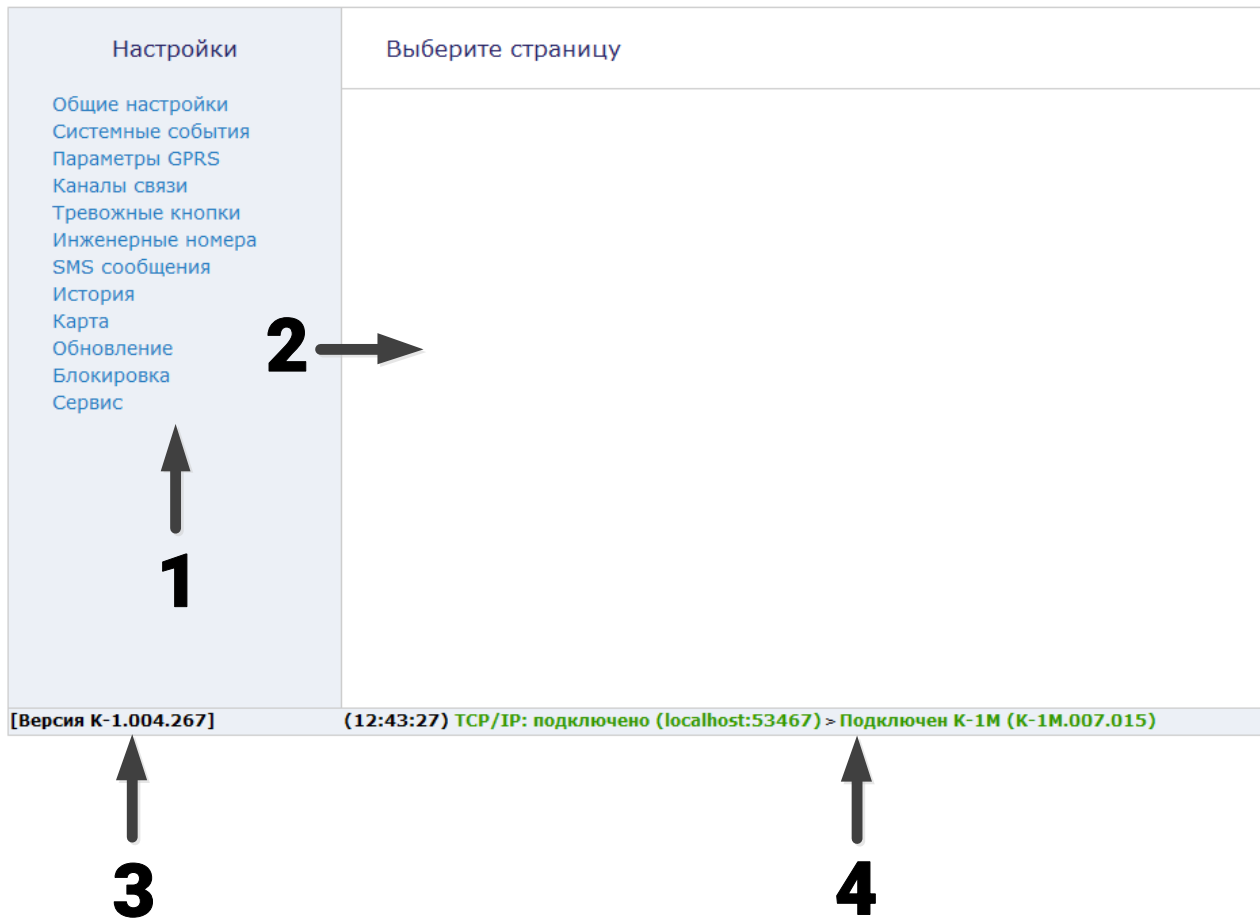 Настройки
Выберите страницу
Общие настройки
Системные события
Параметры GPRS
Каналы связи
Тревожные кнопки
Инженерные номера
SMS сообщения
История
Карта
Обновление
Блокировка
Сервис
2
1
[Версия K-1.004.267]
(12:43:27) TCP/IP: подключено (localhost:53467) > Подключен К-1М (K-1M.007.015)
3
4